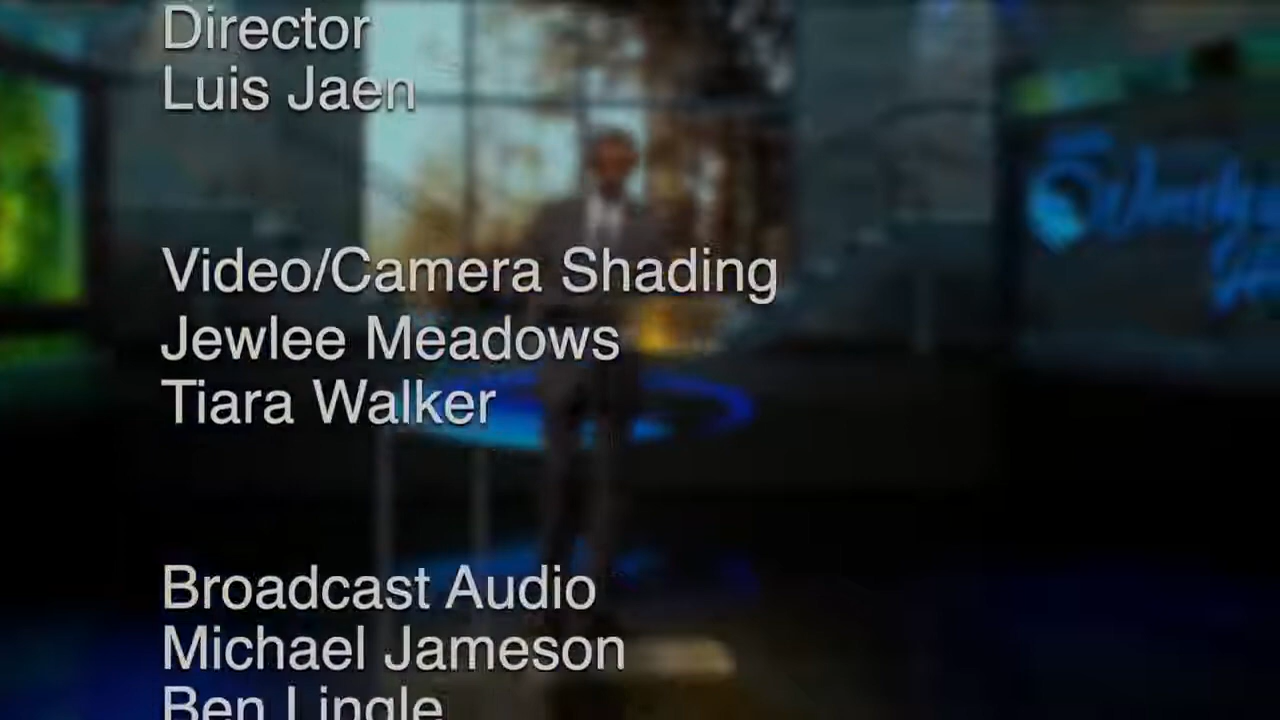 Director
Luis Jaen
Video/Camera Shading
Jewlee Meadows
Tiara Walker
Broadcast Audio
Michael Jameson
Ben Lingle